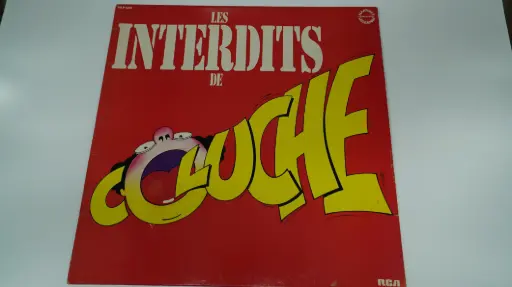 LES
INTERDITS
DE
COLUCHE
RCA